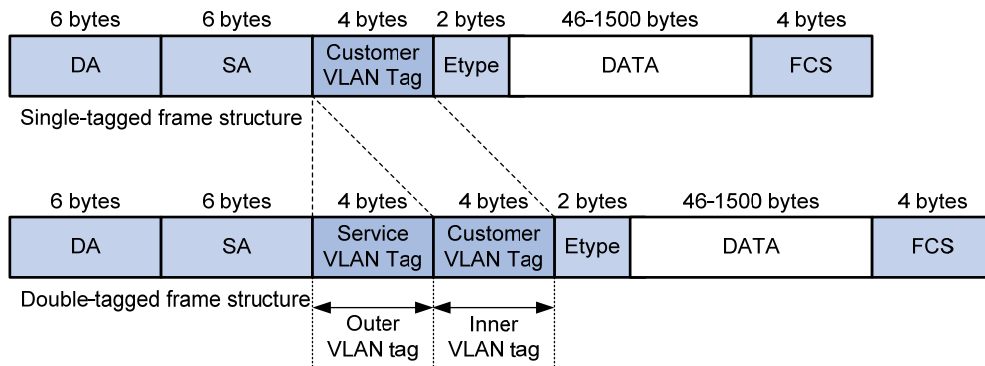 6 bytes 6 bytes 4 bytes 2 bytes 46-1500 bytes 4 bytes
DA SA Customer VLAN Tag Etype DATA FCS
Single-tagged frame structure
6 bytes 6 bytes 4 bytes 4 bytes 2 bytes 46-1500 bytes 4 bytes
DA SA Service VLAN Tag Customer VLAN Tag Etype DATA FCS
Double-tagged frame structure
Outer VLAN tag
Inner VLAN tag